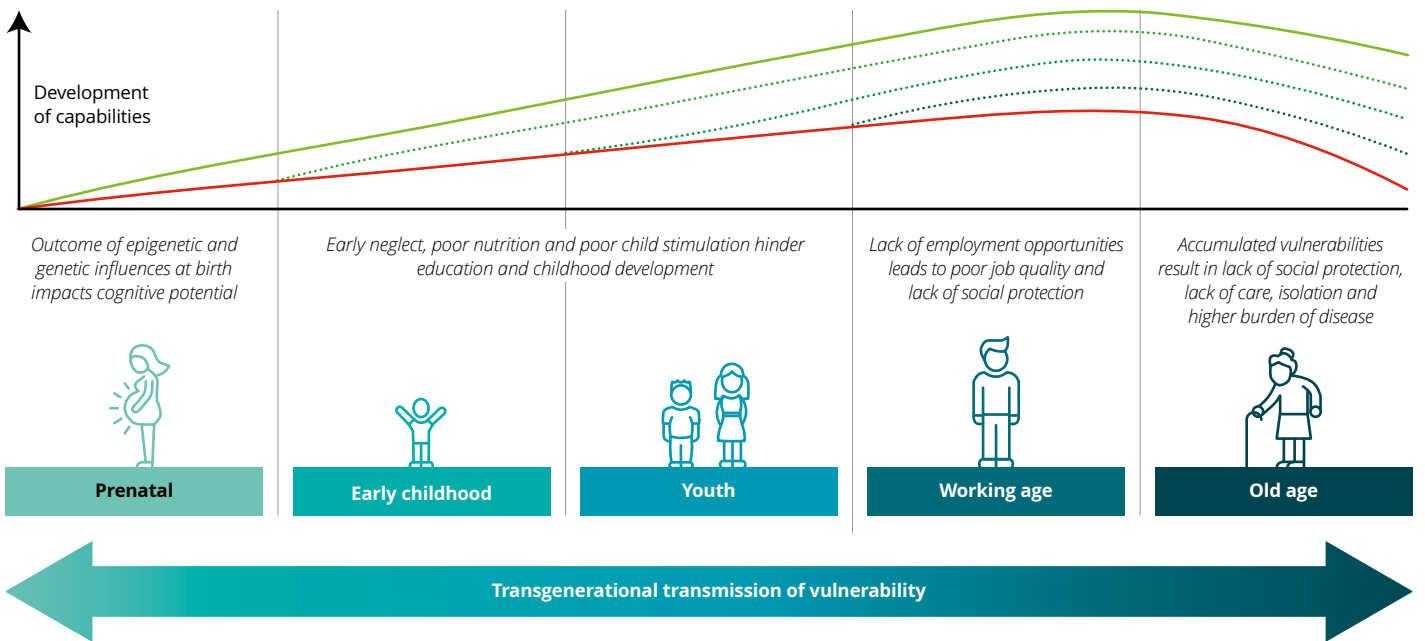 Development
of capabilities
Outcome of epigenetic and
genetic influences at birth
impacts cognitive potential
Early neglect, poor nutrition and poor child stimulation hinder
education and childhood development
Lack of employment opportunities
leads to poor job quality and
lack of social protection
Accumulated vulnerabilities
result in lack of social protection,
lack of care, isolation and
higher burden of disease
Prenatal
Early childhood
Youth
Working age
Old age
Transgenerational transmission of vulnerability